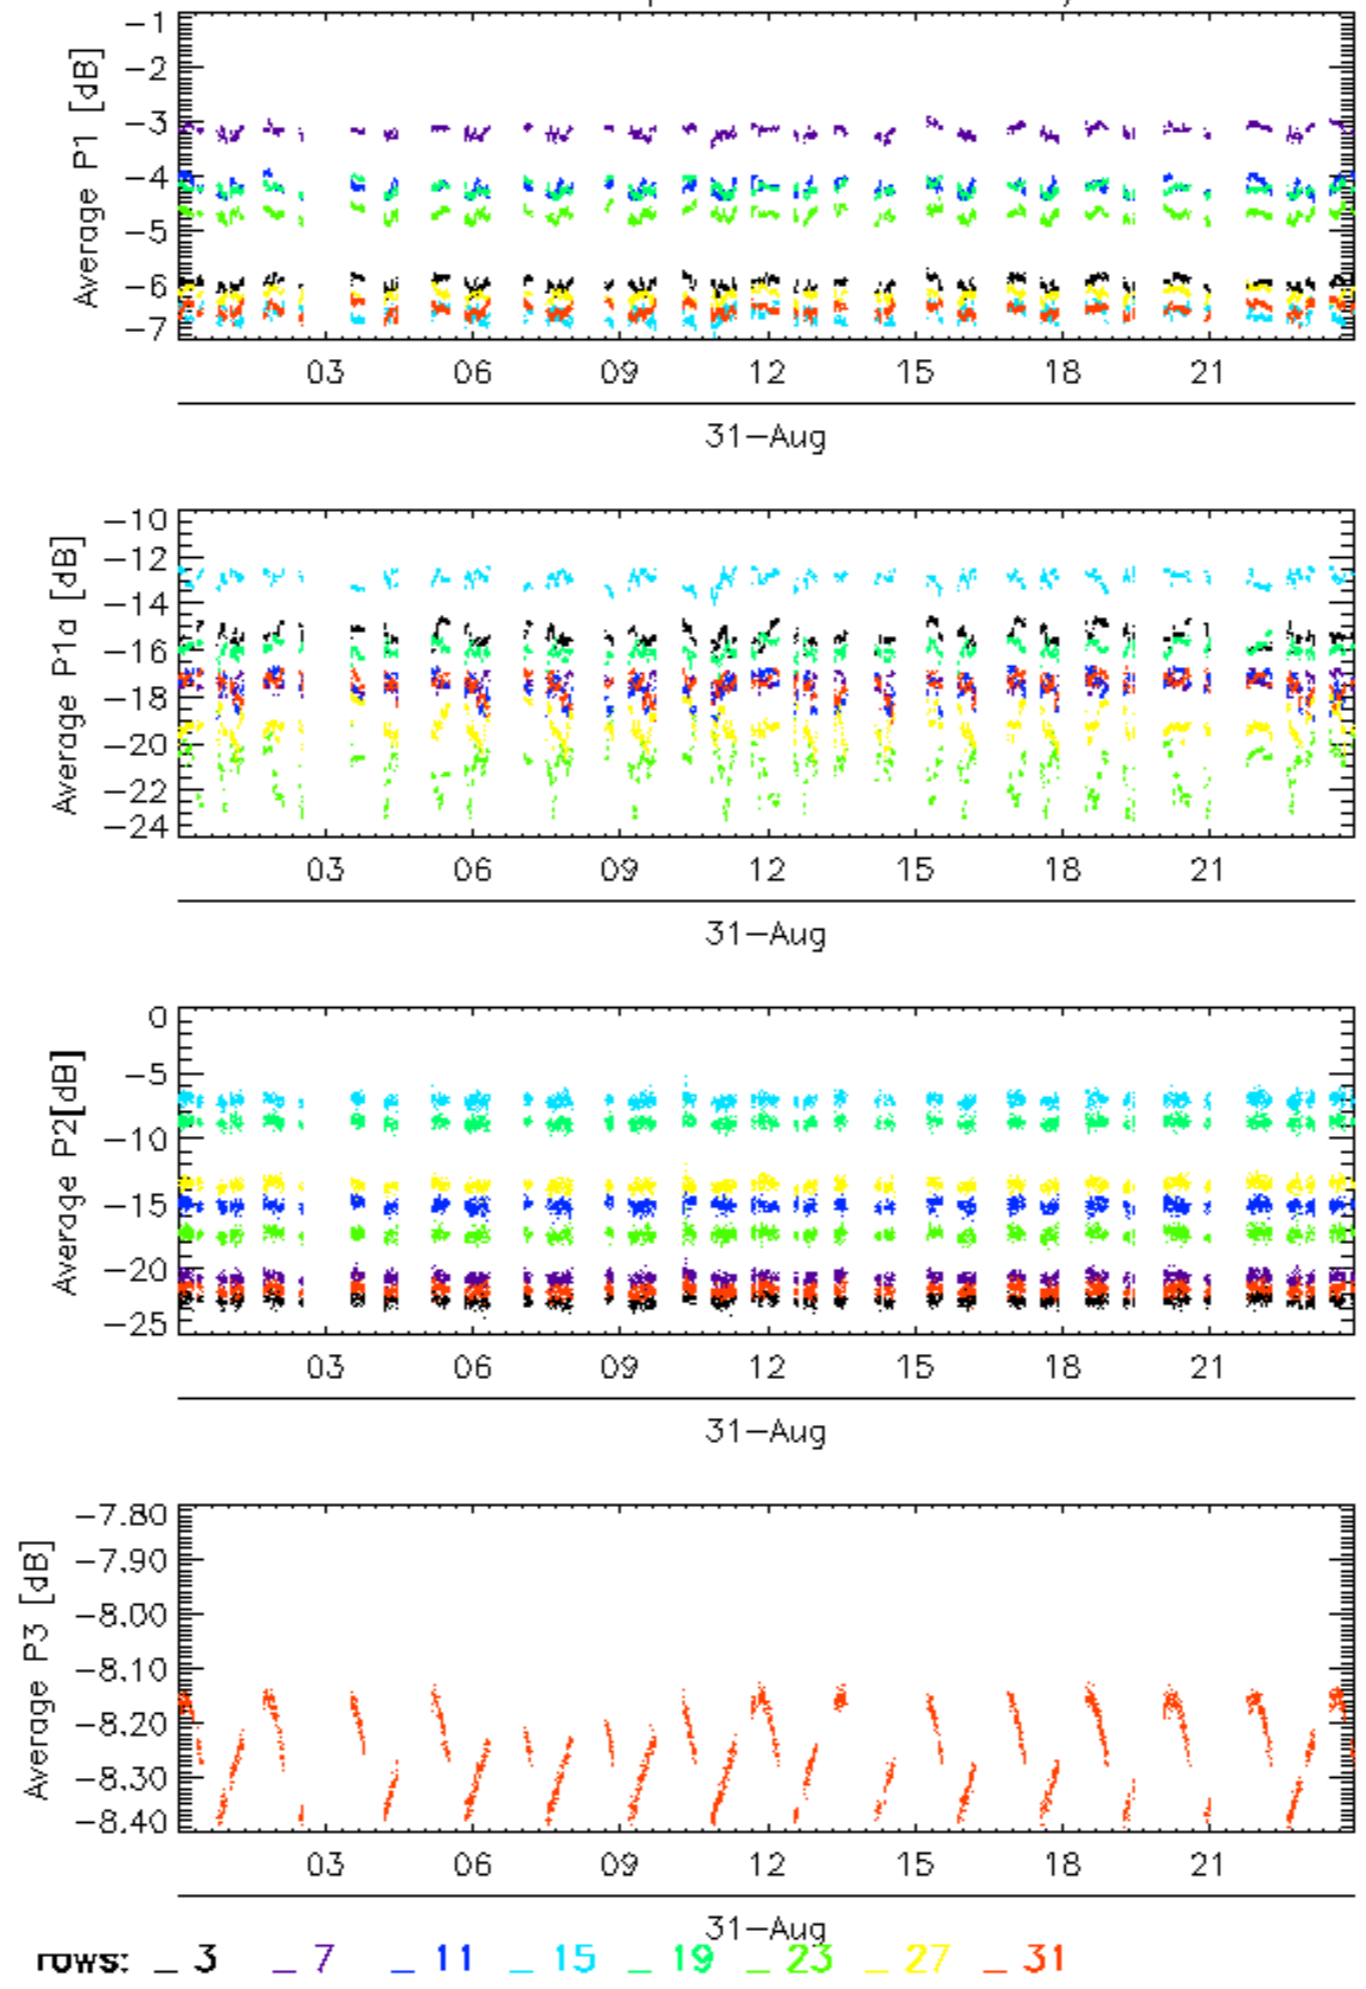 Average P1 [dB]
-1
-2
-3
-4
-5
-6
-7
03 06 09 12 15 18 21
31-Aug
Average P1a [dB]
-10
-12
-14
-16
-18
-20
-22
-24
03 06 09 12 15 18 21
31-Aug
Average P2[dB]
0
-5
-10
-15
-20
-25
03 06 09 12 15 18 21
31-Aug
Average P3 [dB]
-7.80
-7.90
-8.00
-8.10
-8.20
-8.30
-8.40
03 06 09 12 15 18 21
31-Aug
rows: _ 3 _ 7 _ 11 _ 15 _ 19 _ 23 _ 27 _ 31